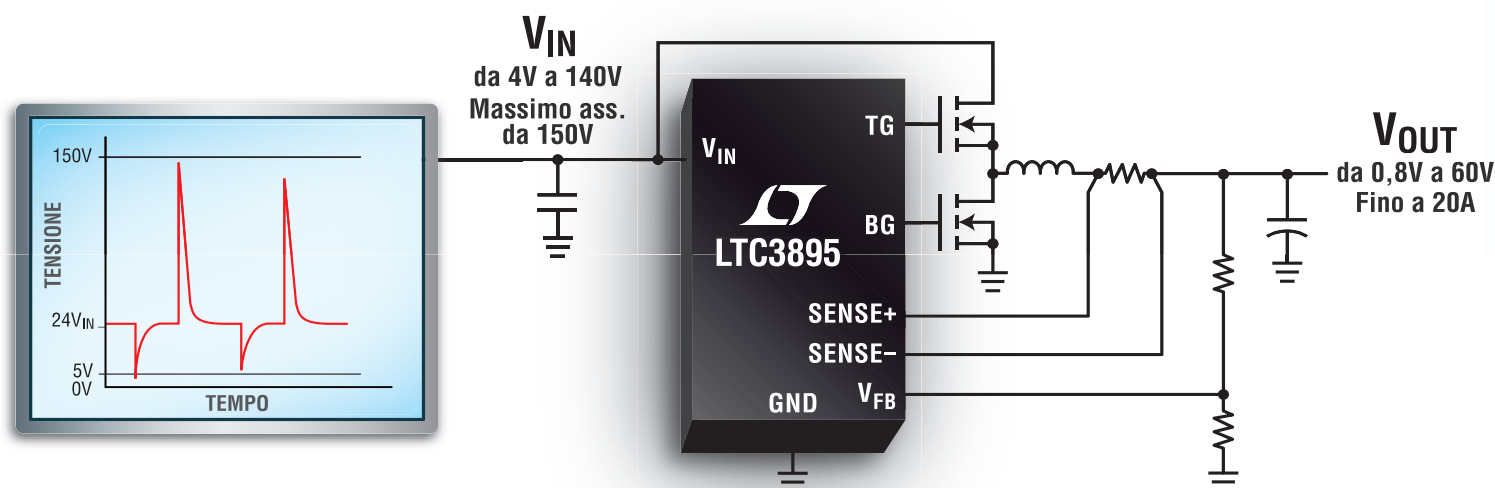 TENSIONE
150V
24VIN
5V
0V
TEMPO
VIN
da 4V a 140V
Massimo ass.
da 150V
VIN
LTC3895
TG
BG
SENSE+
SENSE–
VFB
GND
VOUT
da 0,8V a 60V
Fino a 20A